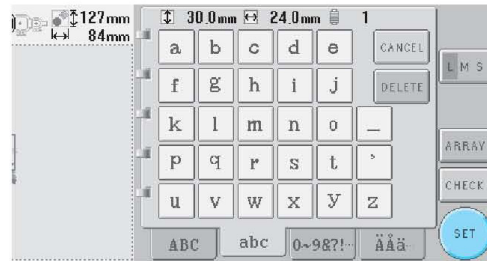 127mm 30.0mm 24.0mm 1
84mm
a b c d e CANCEL
L M S
f g h i j DELETE
k l m n o _
ARRAY
p q r s t '
CHECK
u v w x y z
SET
ABC abc 0~9&?!... ÄÅä...